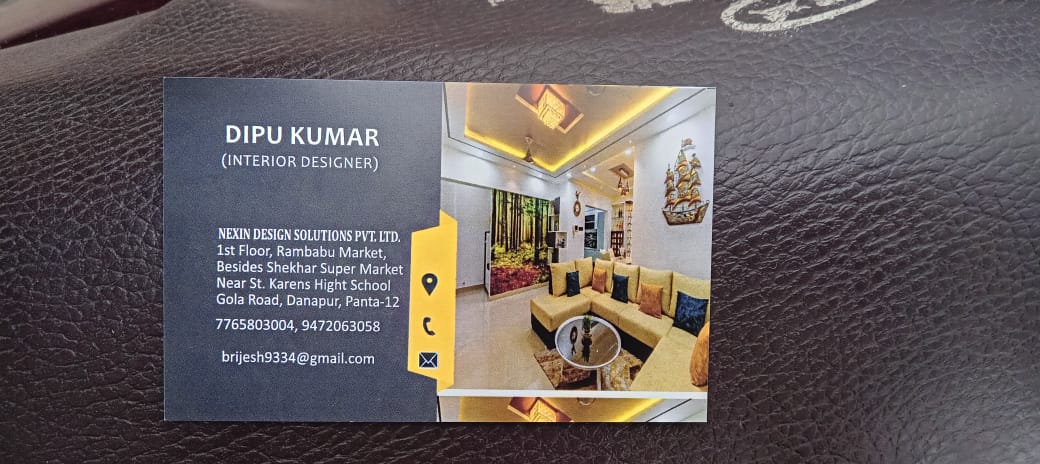 DIPU KUMAR
(INTERIOR DESIGNER)
NEXIN DESIGN SOLUTIONS PVT. LTD.
1st Floor, Rambabu Market,
Besides Shekhar Super Market
Near St. Karens Hight School
Gola Road, Danapur, Panta-12
7765803004, 9472063058
brijesh9334@gmail.com